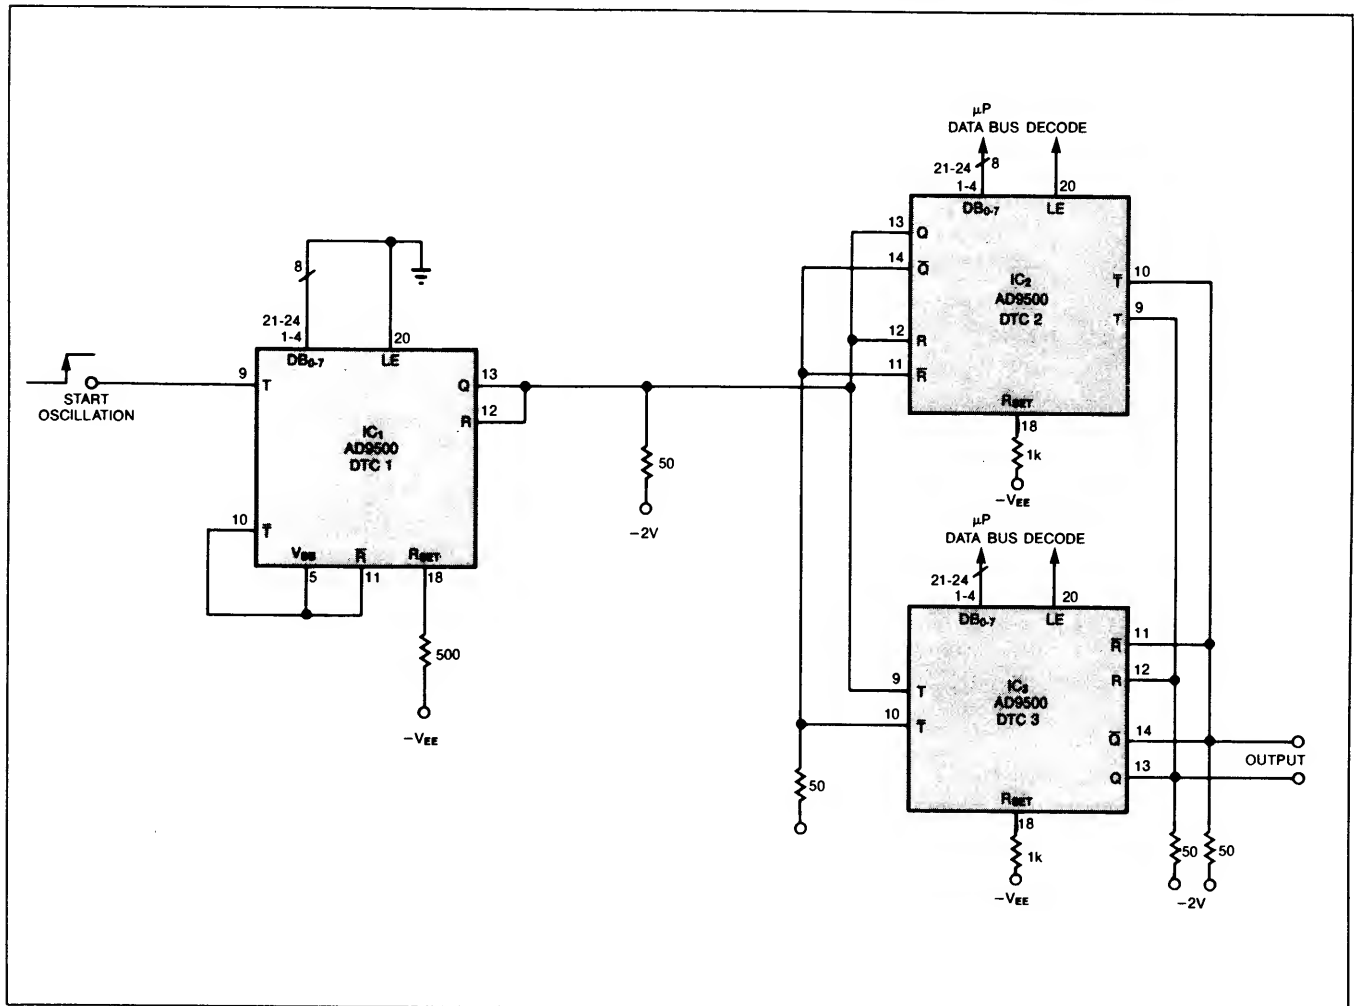 START
OSCILLATION
8
21-24
1-4
20
DB0-7
LE
9
T
Q
13
R
12
IC1
AD9500
DTC 1
10
T̅
VBB
R̅
RSET
5
11
18
500
−VEE
50
−2V
μP
DATA BUS DECODE
21-24
8
1-4
20
DB0-7
LE
13
Q
14
Q̅
IC2
AD9500
DTC 2
T̅
10
T
9
12
R
11
R̅
RSET
18
1k
−VEE
μP
DATA BUS DECODE
21-24
8
1-4
20
DB0-7
LE
R̅
11
R
12
9
T
IC3
AD9500
DTC 3
10
T̅
Q̅
14
OUTPUT
Q
13
RSET
18
1k
−VEE
50
50
50
−2V